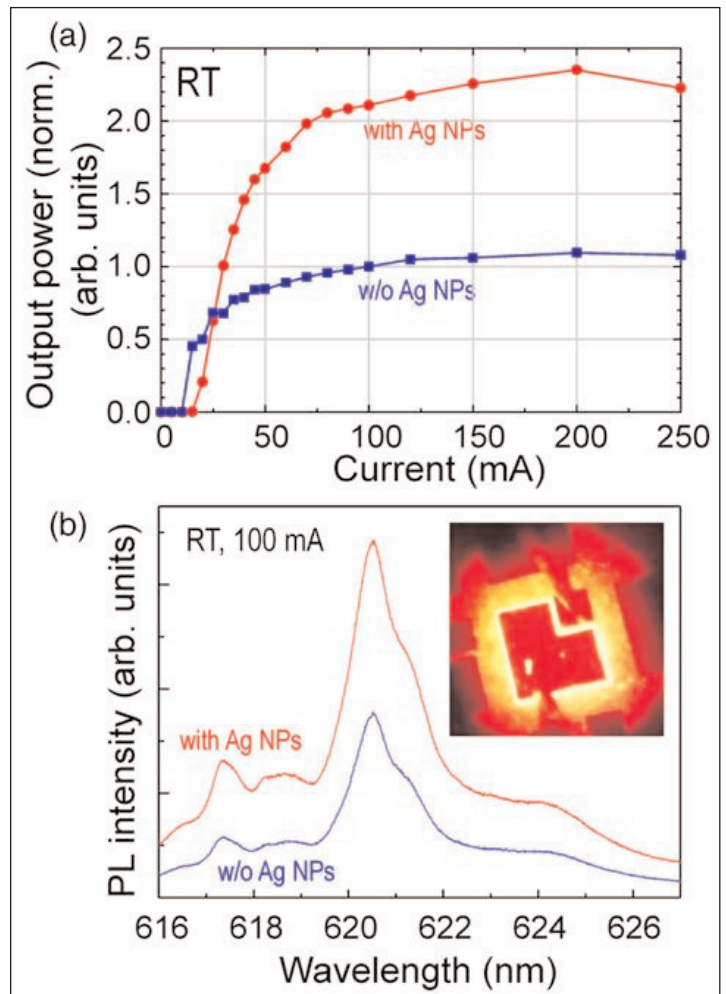 (a)
2.5
2.0
1.5
1.0
0.5
0.0
Output power (norm.)
(arb. units)
RT
with Ag NPs
w/o Ag NPs
0
50
100
150
200
250
Current (mA)
(b)
RT, 100 mA
PL intensity (arb. units)
with Ag NPs
w/o Ag NPs
616
618
620
622
624
626
Wavelength (nm)